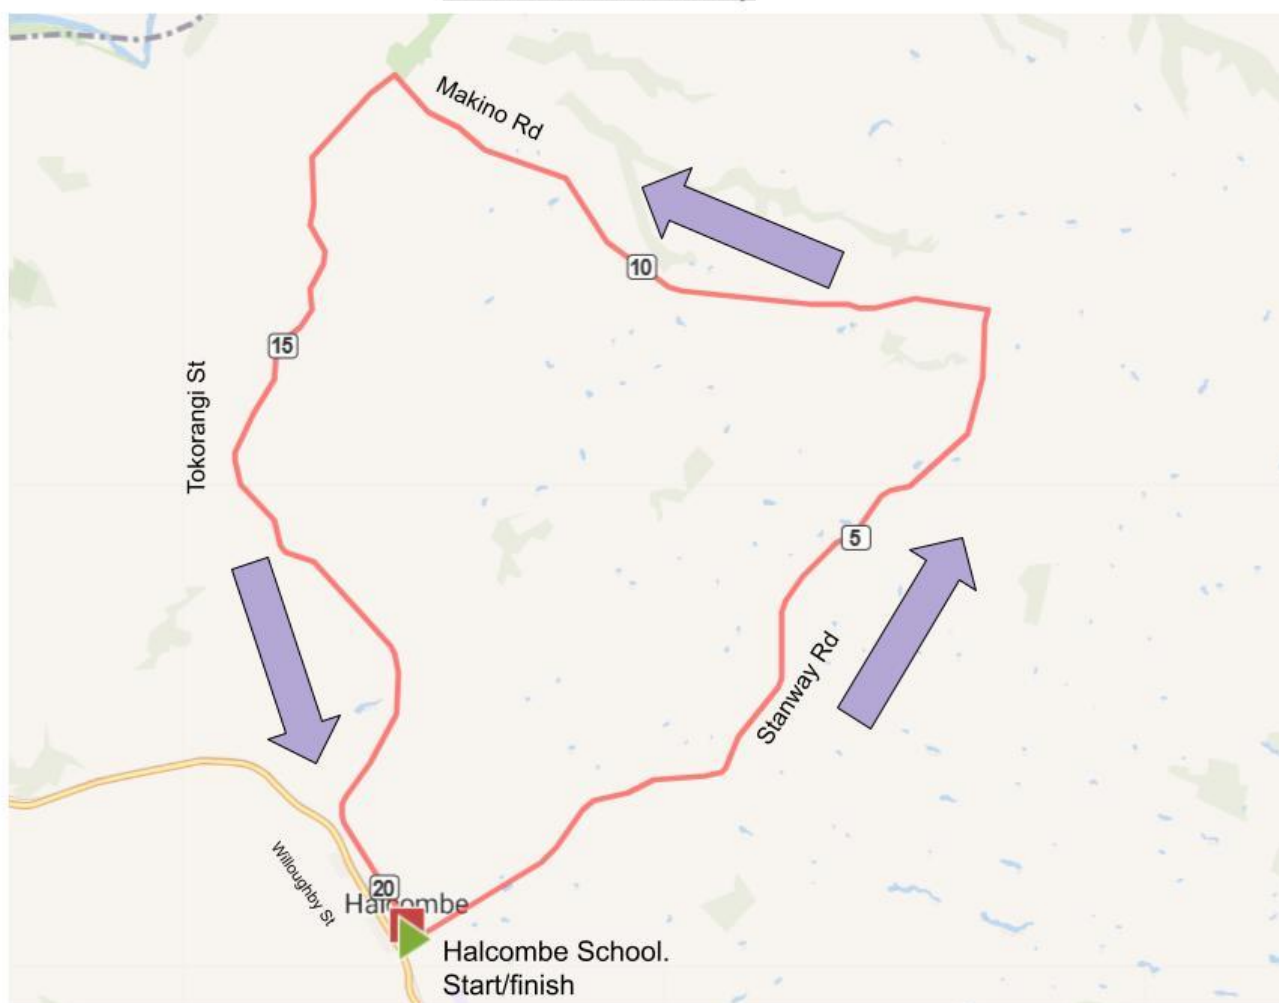 Makino Rd
10
15
Tokorangi St
5
Stanway Rd
Willoughby St
20
Halcombe
Halcombe School.
Start/finish